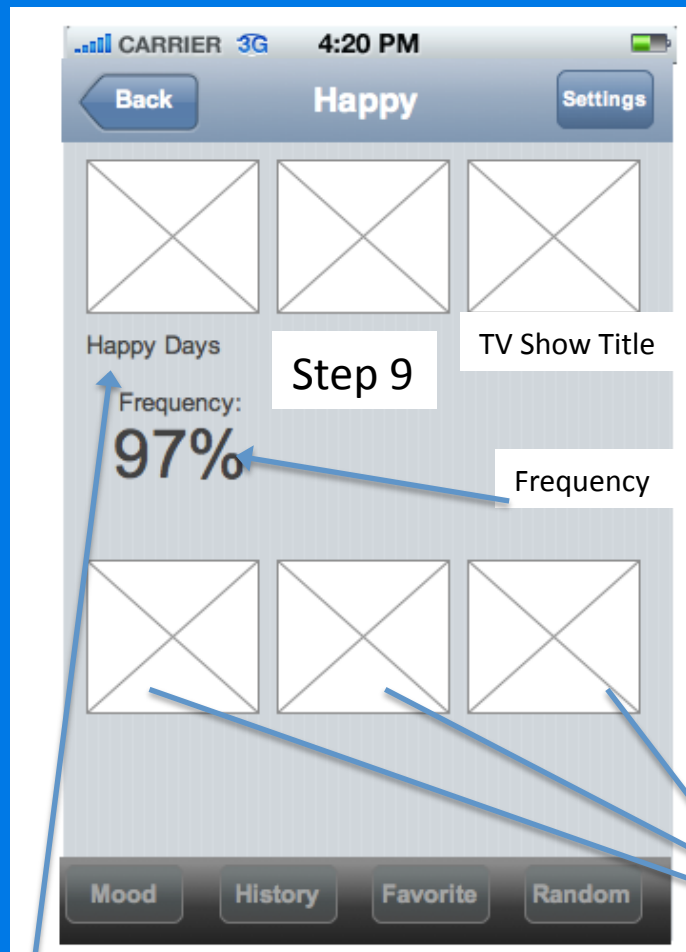 CARRIER 3G 4:20 PM
Back Happy Settings
Happy Days
Step 9
TV Show Title
Frequency:
97%
Frequency
Mood History Favorite Random